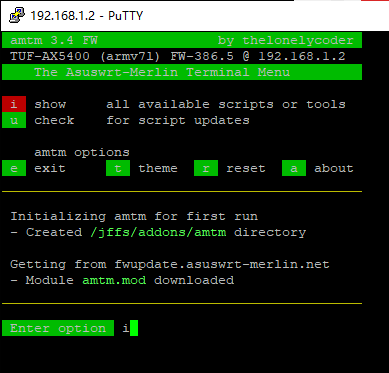 192.168.1.2 - PuTTY
amtm 3.4 FW by thelonelycoder
TUF-AX5400 (armv7l) FW-386.5 @ 192.168.1.2
The Asuswrt-Merlin Terminal Menu
i show all available scripts or tools
u check for script updates
amtm options
e exit t theme r reset a about
Initializing amtm for first run
- Created /jffs/addons/amtm directory
Getting from fwupdate.asuswrt-merlin.net
- Module amtm.mod downloaded
Enter option i